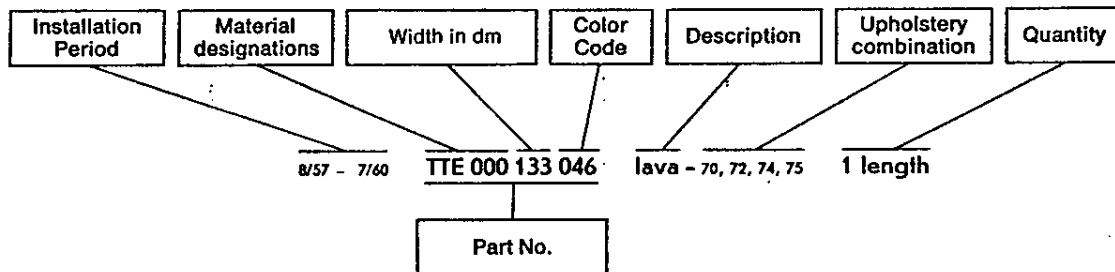 Installation Period
Material designations
Width in dm
Color Code
Description
Upholstery combination
Quantity
8/57 - 7/60 TTE 000 133 046 lava - 70, 72, 74, 75 1 length
Part No.